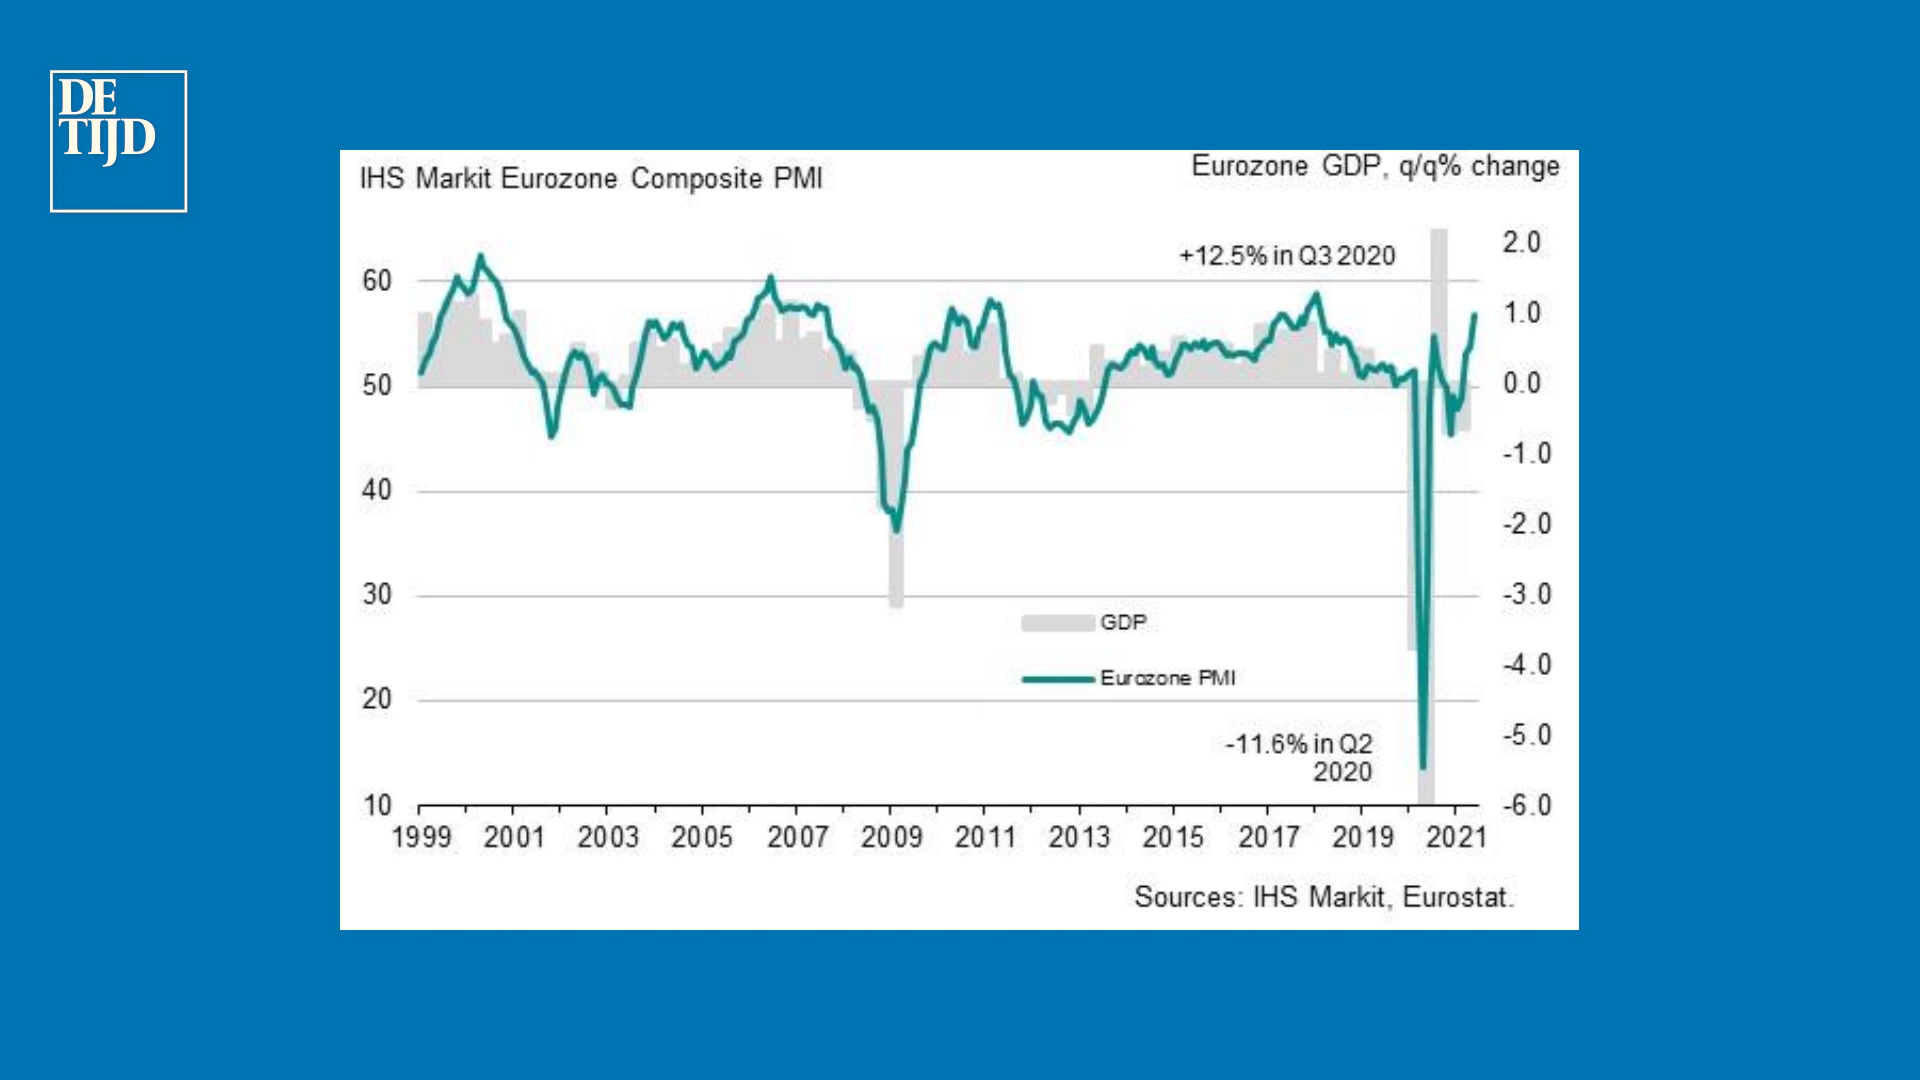 DE
TIJD
IHS Markit Eurozone Composite PMI
Eurozone GDP, q/q% change
+12.5% in Q3 2020
2.0
60
1.0
50
0.0
-1.0
40
-2.0
30
-3.0
GDP
-4.0
Eurozone PMI
20
-5.0
-11.6% in Q2
2020
10
-6.0
1999 2001 2003 2005 2007 2009 2011 2013 2015 2017 2019 2021
Sources: IHS Markit, Eurostat.